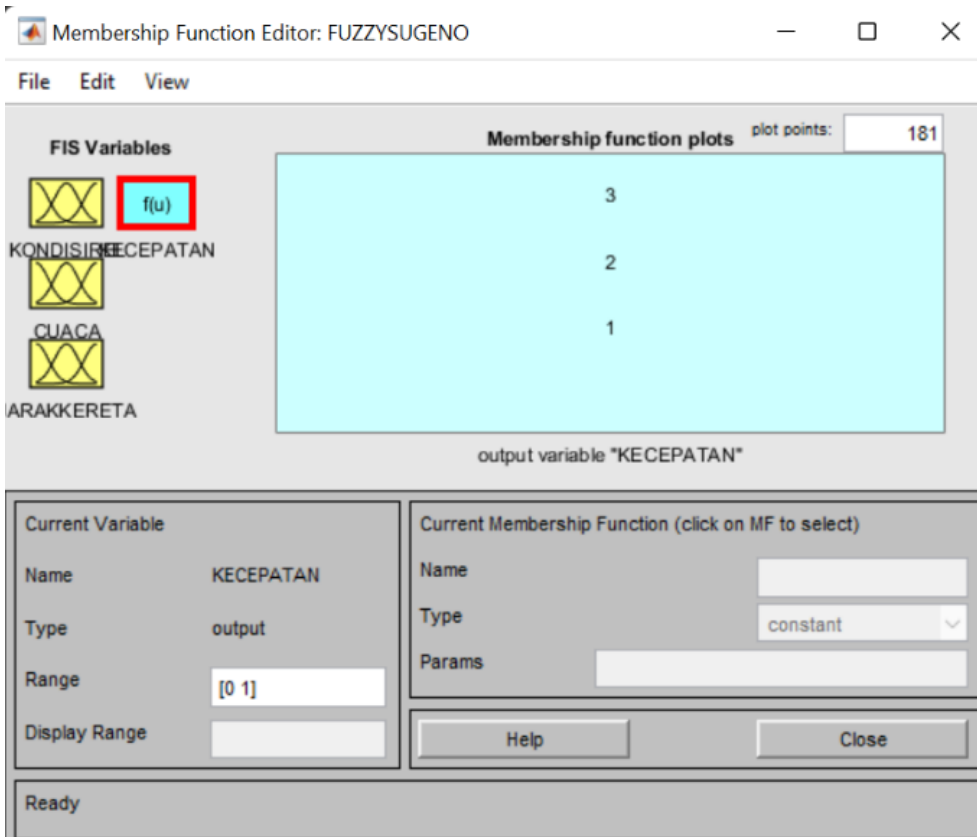 Membership Function Editor: FUZZYSUGENO
File Edit View
FIS Variables
Membership function plots
plot points:
181
f(u)
KECEPATAN
CUACA
ARAKKERETA
3
2
1
output variable "KECEPATAN"
Current Variable
Name KECEPATAN
Type output
Range [0 1]
Display Range
Current Membership Function (click on MF to select)
Name
Type constant
Params
Help Close
Ready